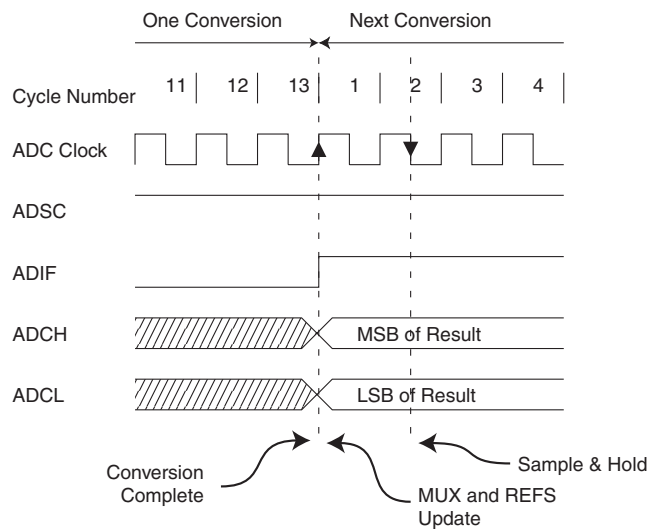 One Conversion Next Conversion
Cycle Number 11 12 13 1 2 3 4
ADC Clock
ADSC
ADIF
ADCH MSB of Result
ADCL LSB of Result
Conversion
Complete
MUX and REFS
Update
Sample & Hold